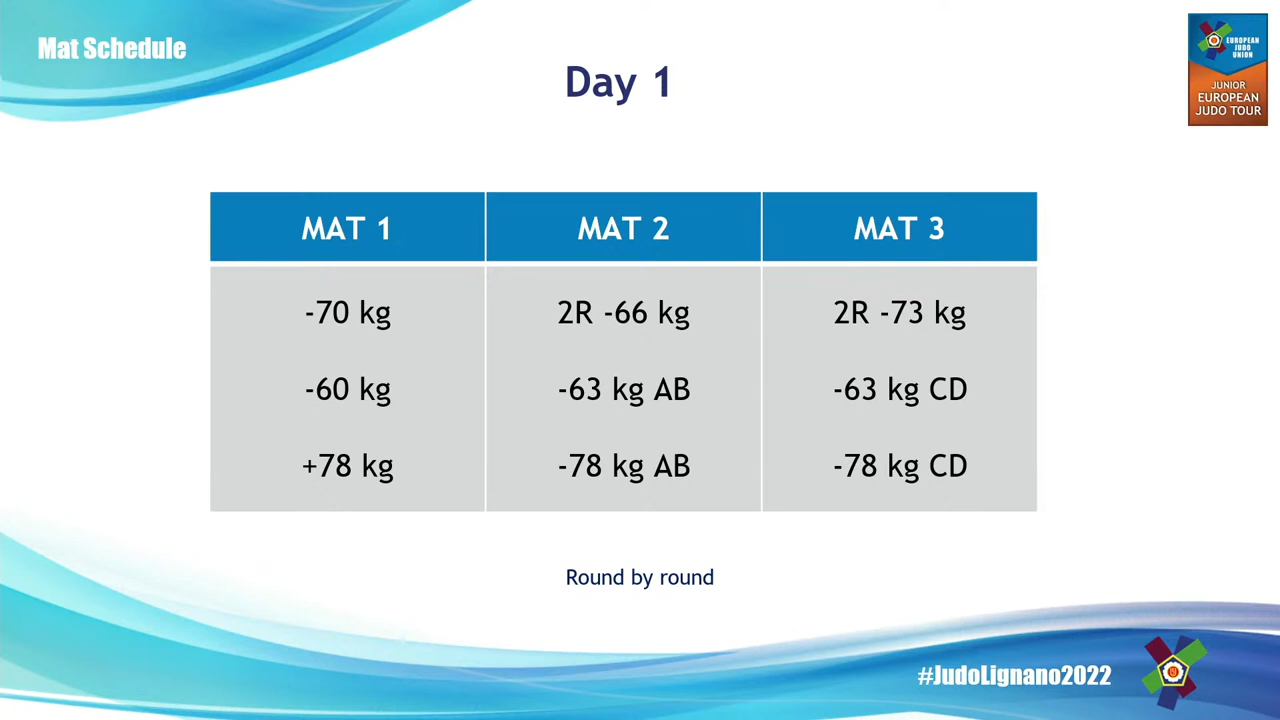 Mat Schedule
Day 1
EUROPEAN
JUDO
UNION
JUNIOR
EUROPEAN
JUDO TOUR
MAT 1 MAT 2 MAT 3
-70 kg 2R -66 kg 2R -73 kg
-60 kg -63 kg AB -63 kg CD
+78 kg -78 kg AB -78 kg CD
Round by round
#JudoLignano2022